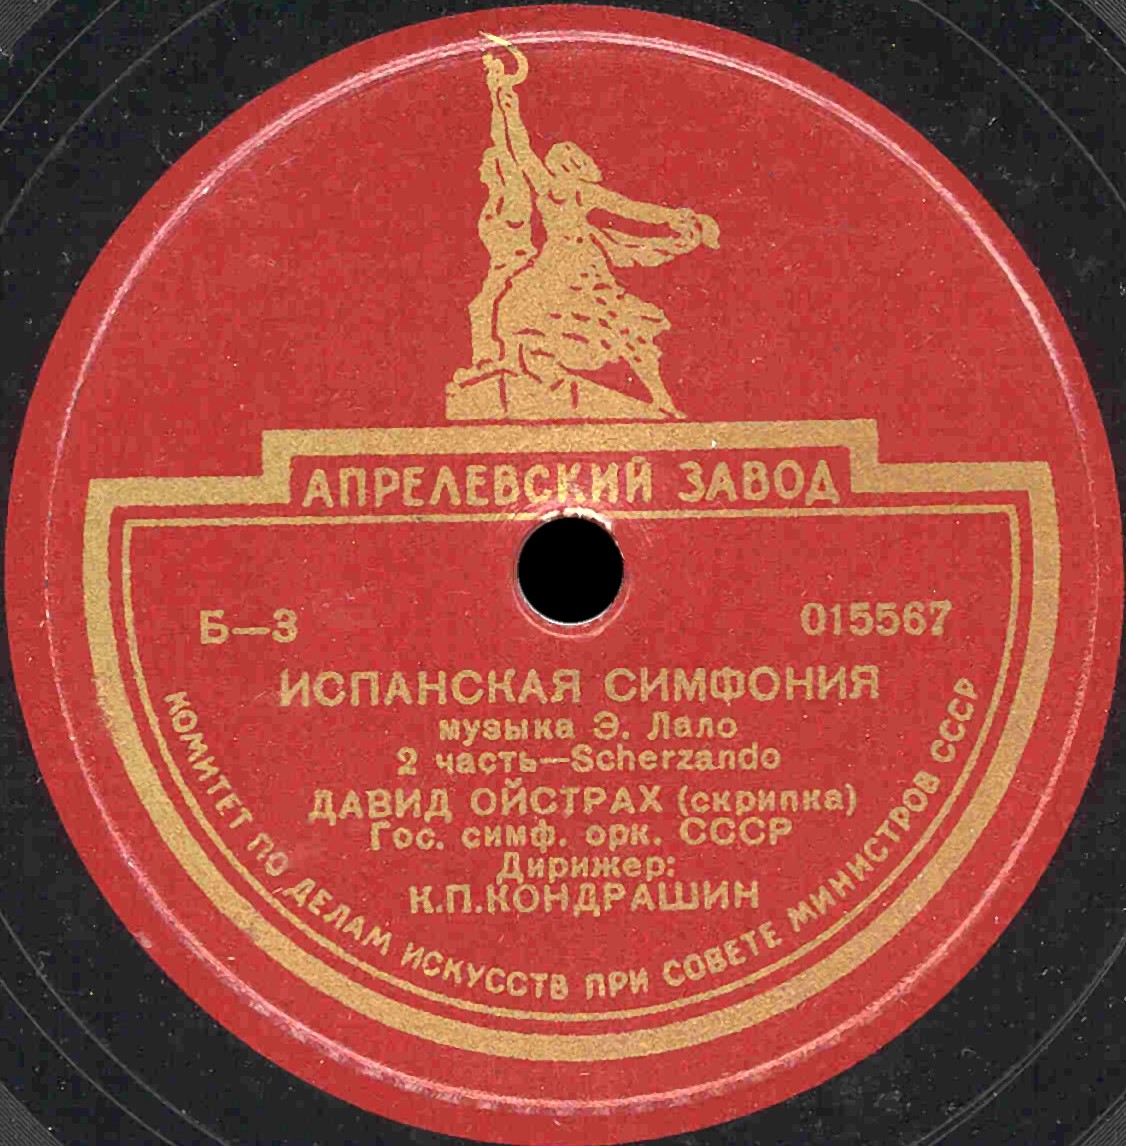 АПРЕЛЕВСКИЙ ЗАВОД
Б—3
015567
ИСПАНСКАЯ СИМФОНИЯ
музыка Э. Лало
2 часть—Scherzando
ДАВИД ОЙСТРАХ (скрипка)
Гос. симф. орк. СССР
Дирижер:
К.П.КОНДРАШИН
КОМИТЕТ ПО ДЕЛАМ ИСКУССТВ ПРИ СОВЕТЕ МИНИСТРОВ СССР